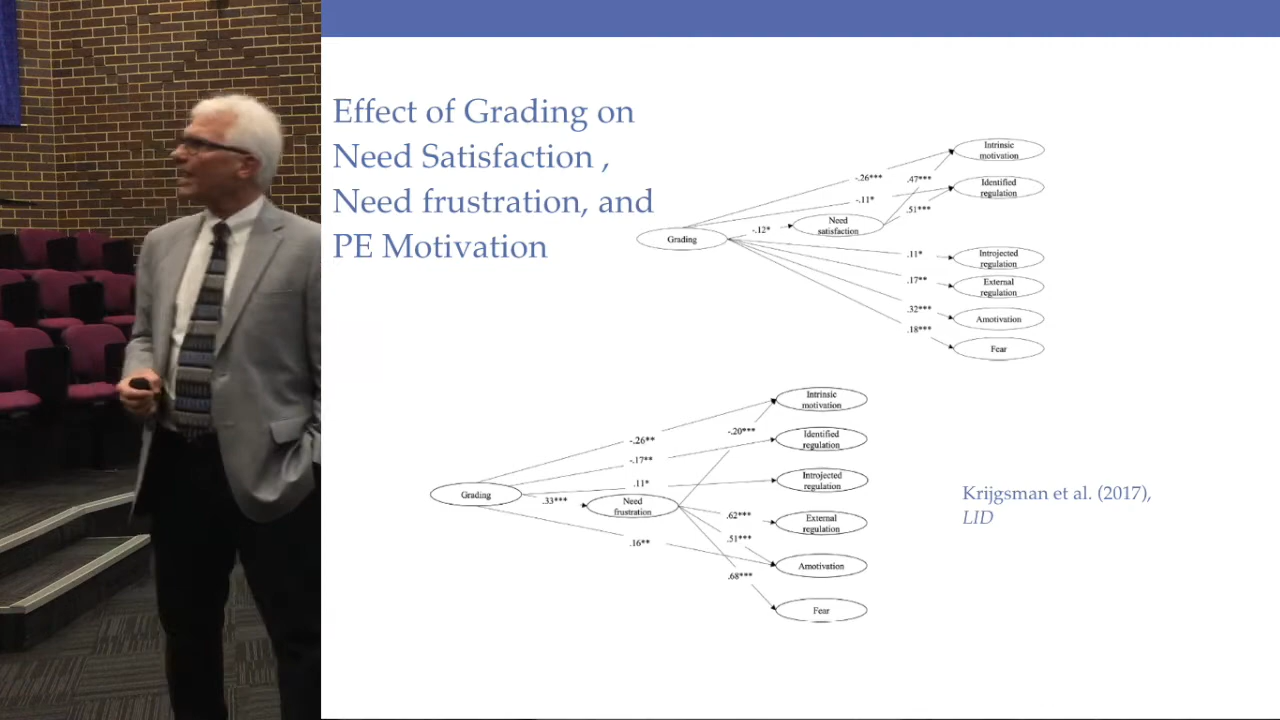 Effect of Grading on
Need Satisfaction ,
Need frustration, and
PE Motivation
Intrinsic
motivation
-.26***
.47***
Identified
regulation
-.11*
.51***
Need
satisfaction
-.12*
Grading
.11*
Introjected
regulation
.17**
External
regulation
.32***
Amotivation
.18***
Fear
Intrinsic
motivation
-.20***
-.26**
Identified
regulation
-.17**
.11*
Introjected
regulation
Grading
.33***
Need
frustration
.62***
External
regulation
.51***
.16**
Amotivation
.68***
Fear
Krijgsman et al. (2017),
LID